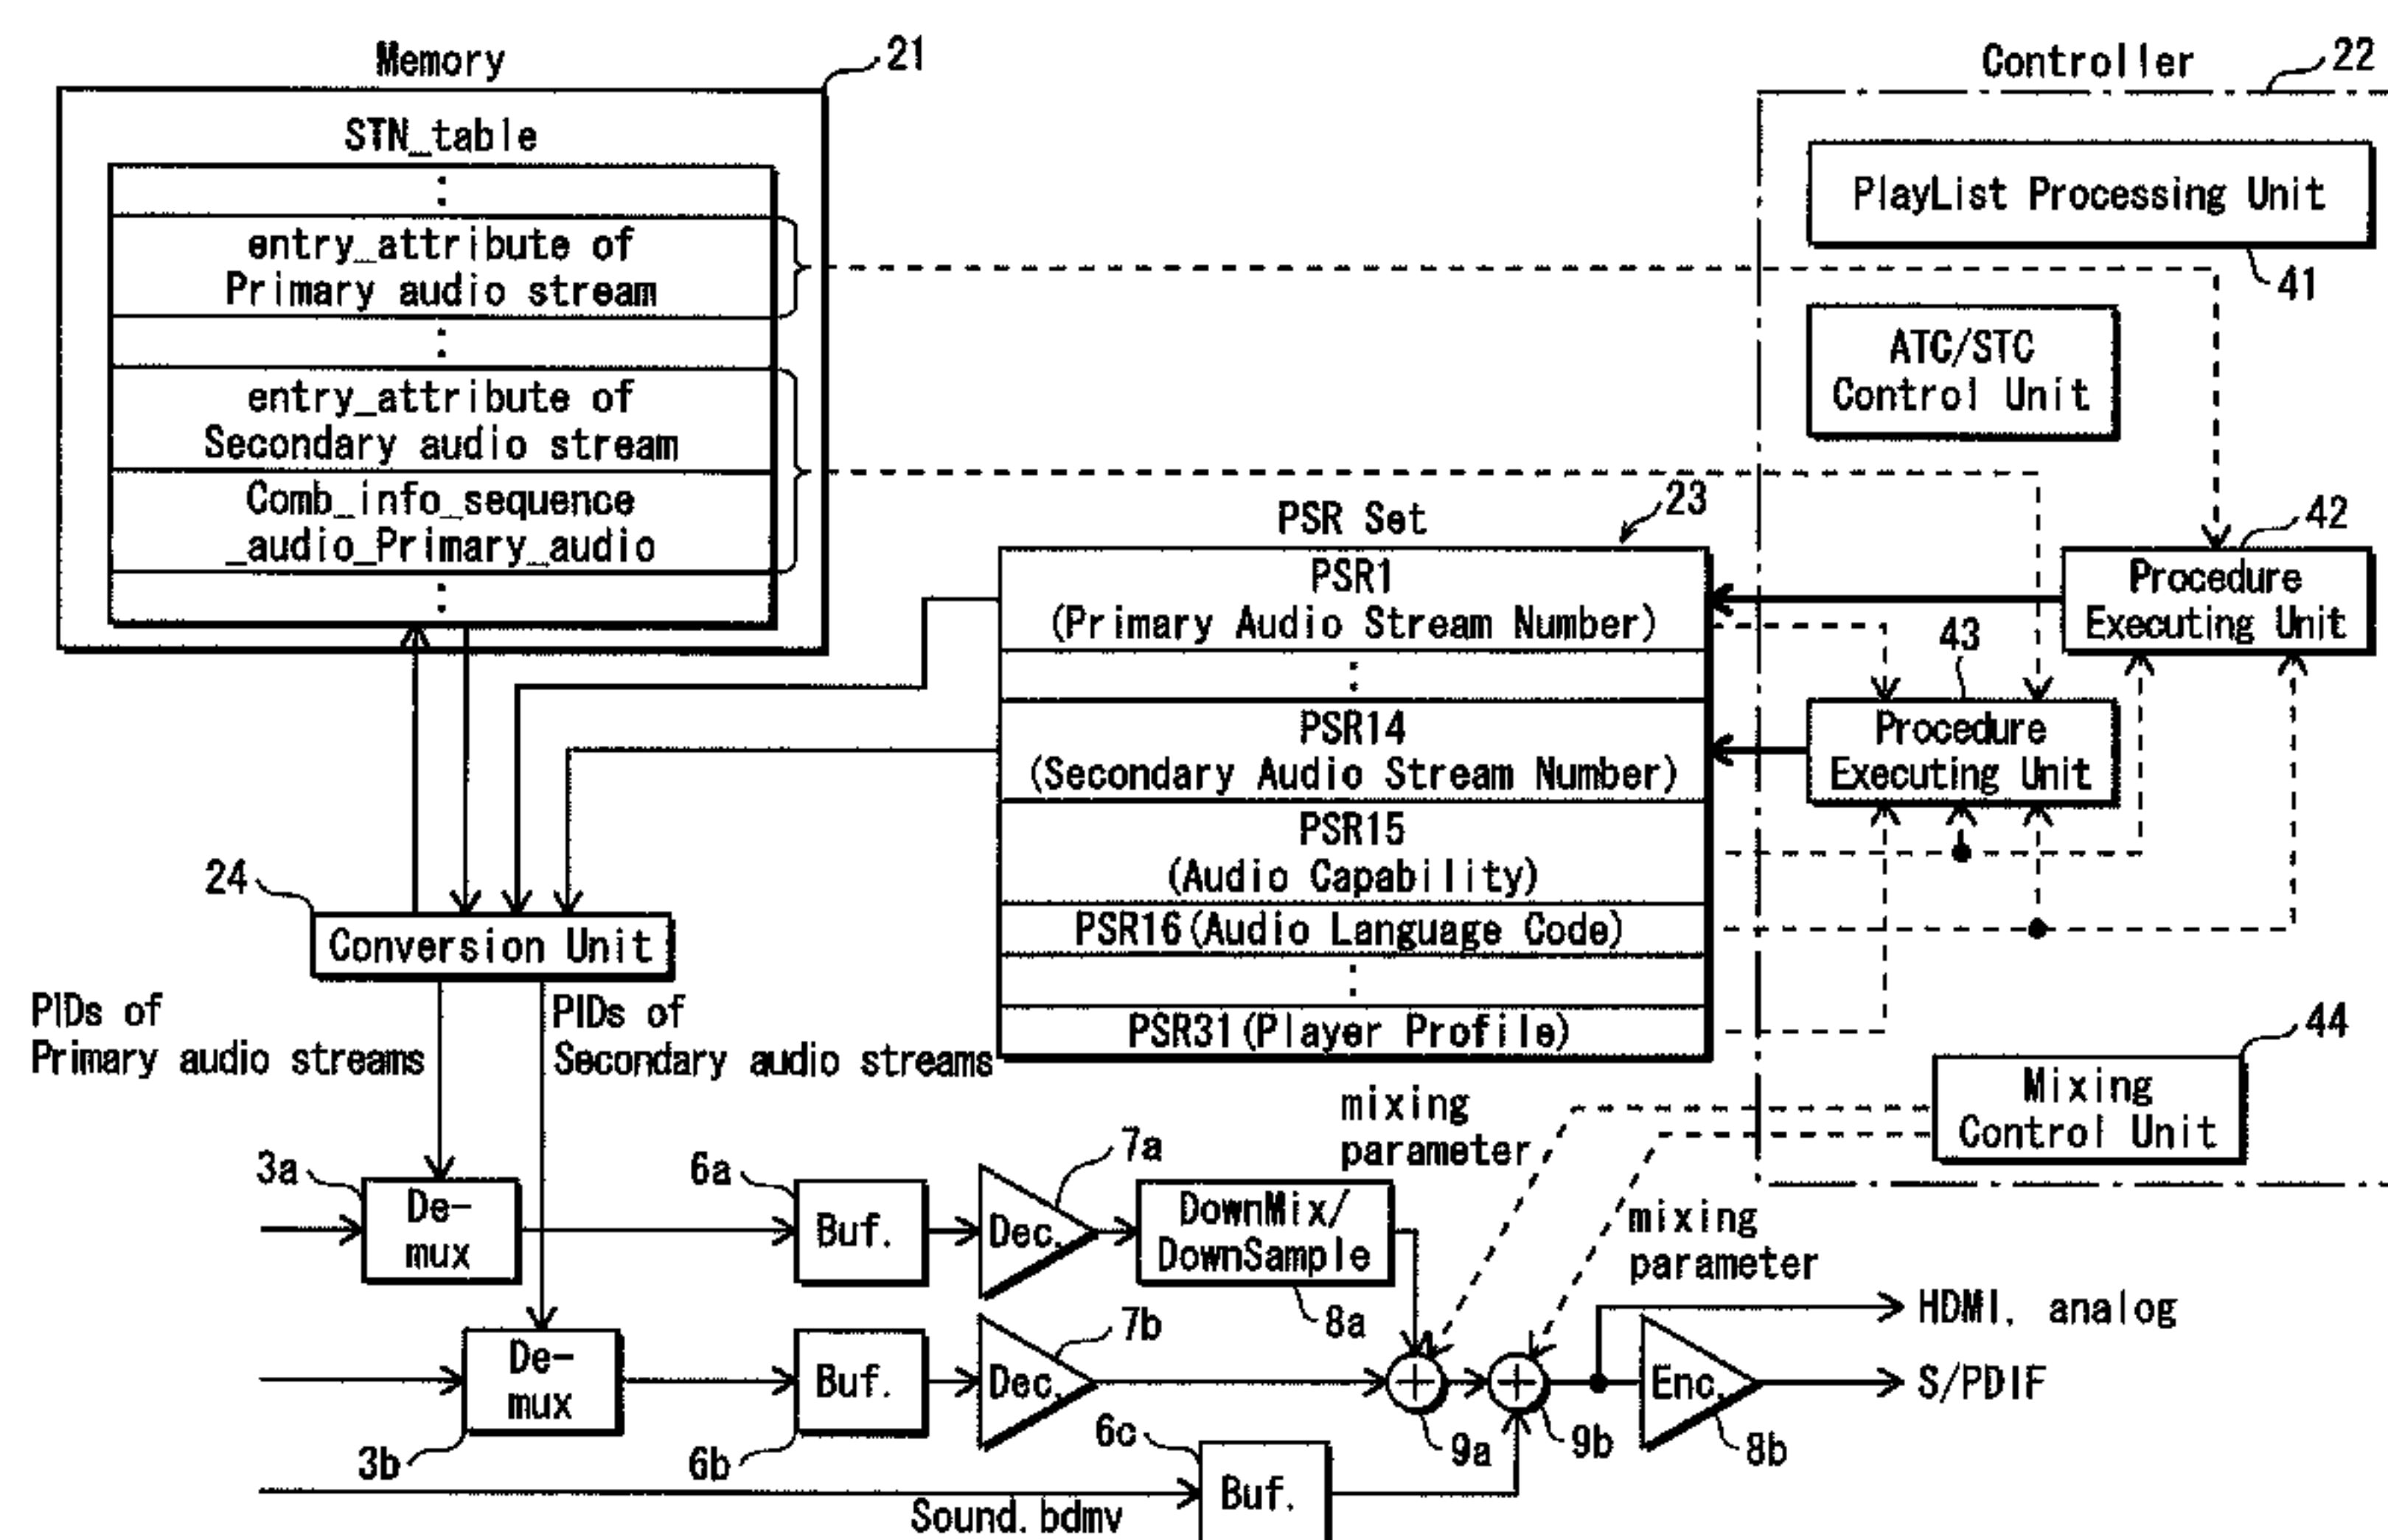 Memory
21
STN_table
:
entry_attribute of
Primary audio stream
:
entry_attribute of
Secondary audio stream
Comb_info_sequence
_audio_Primary_audio
:
Controller
22
PlayList Processing Unit
41
ATC/STC
Control Unit
42
Procedure
Executing Unit
43
Procedure
Executing Unit
PSR Set
23
PSR1
(Primary Audio Stream Number)
:
PSR14
(Secondary Audio Stream Number)
PSR15
(Audio Capability)
PSR16(Audio Language Code)
:
PSR31(Player Profile)
24
Conversion Unit
PIDs of
Primary audio streams
PIDs of
Secondary audio streams
44
Mixing
Control Unit
mixing
parameter
mixing
parameter
3a
De-
mux
6a
Buf.
7a
Dec.
DownMix/
DownSample
8a
3b
De-
mux
6b
Buf.
7b
Dec.
9a
9b
Enc.
8b
HDMI, analog
S/PDIF
6c
Buf.
Sound.bdmv